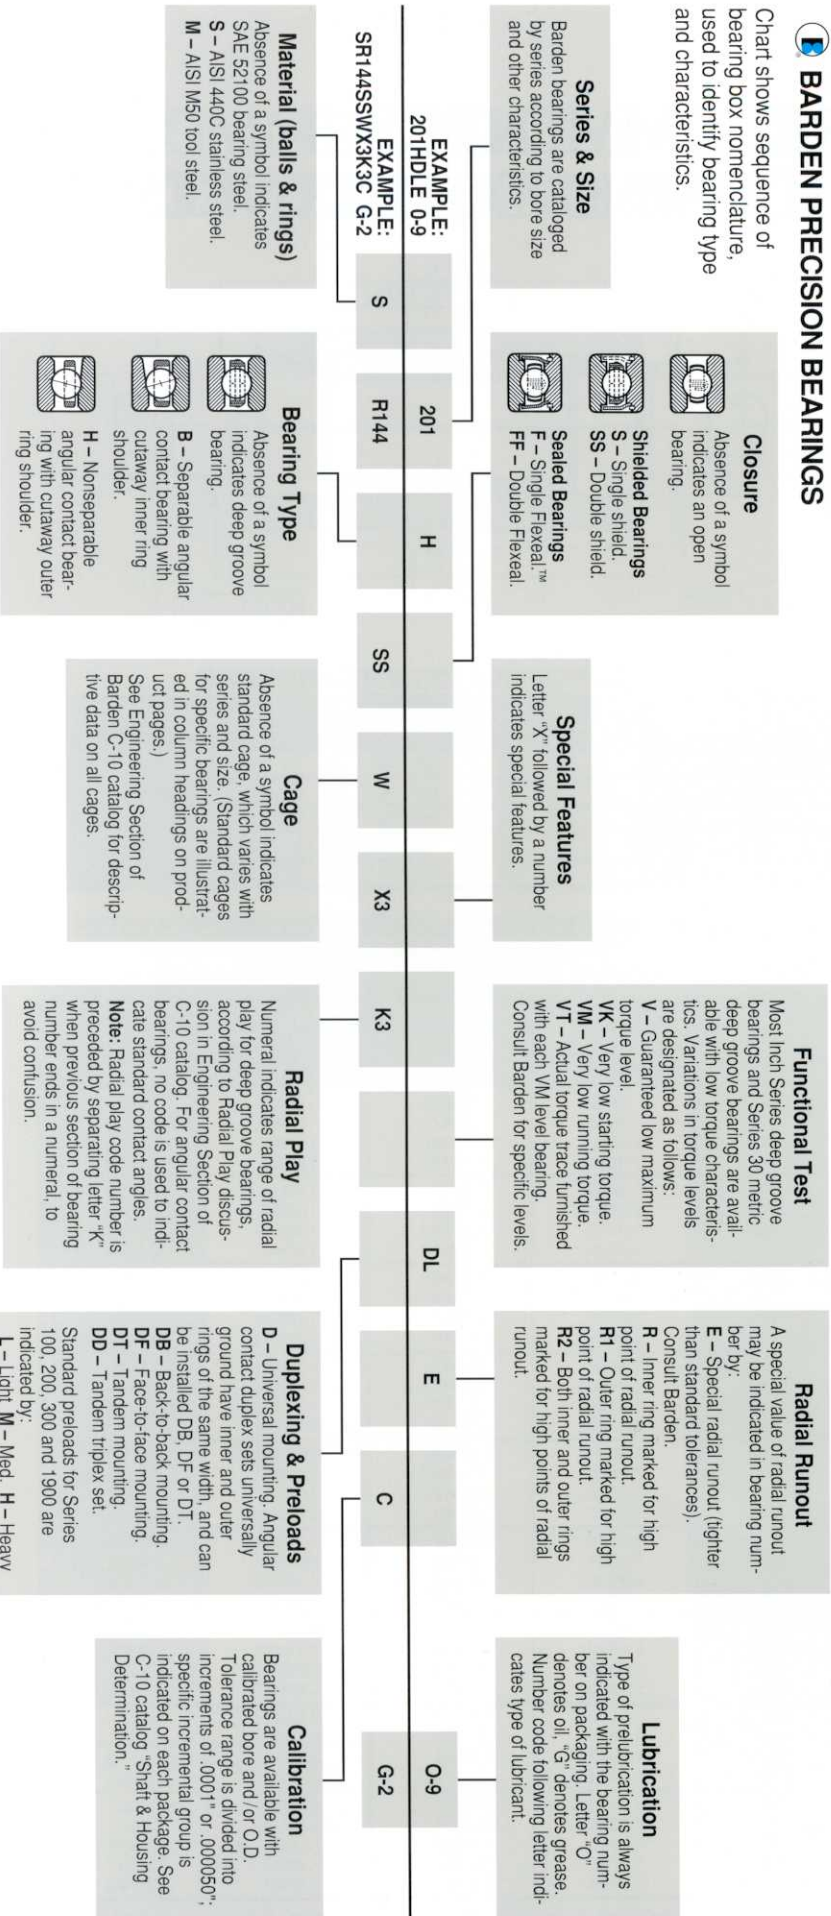 BARDEN PRECISION BEARINGS
Chart shows sequence of
bearing box nomenclature,
used to identify bearing type
and characteristics.
Series & Size
Barden bearings are cataloged
by series according to bore size
and other characteristics.
Closure
Absence of a symbol
indicates an open
bearing.
Shielded Bearings
S – Single shield.
SS – Double shield.
Sealed Bearings
F – Single Flexeal.™
FF – Double Flexeal.
Special Features
Letter “X” followed by a number
indicates special features.
Functional Test
Most Inch Series deep groove
bearings and Series 30 metric
deep groove bearings are avail-
able with low torque characteris-
tics. Variations in torque levels
are designated as follows:
V – Guaranteed low maximum
torque level.
VK – Very low starting torque.
VM – Very low running torque.
VT – Actual torque trace furnished
with each VM level bearing.
Consult Barden for specific levels.
Radial Runout
A special value of radial runout
may be indicated in bearing num-
ber by:
E – Special radial runout (tighter
than standard tolerances).
Consult Barden.
R – Inner ring marked for high
point of radial runout.
R1 – Outer ring marked for high
point of radial runout.
R2 – Both inner and outer rings
marked for high points of radial
runout.
Lubrication
Type of prelubrication is always
indicated with the bearing num-
ber on packaging. Letter “O”
denotes oil, “G” denotes grease.
Number code following letter indi-
cates type of lubricant.
EXAMPLE:
201HDLE 0-9
201
H
DL
E
O-9
EXAMPLE:
SR144SSWX3K3C G-2
S
R144
SS
W
X3
K3
C
G-2
Material (balls & rings)
Absence of a symbol indicates
SAE 52100 bearing steel.
S – AISI 440C stainless steel.
M – AISI M50 tool steel.
Bearing Type
Absence of a symbol
indicates deep groove
bearing.
B – Separable angular
contact bearing with
cutaway inner ring
shoulder.
H – Nonseparable
angular contact bear-
ing with cutaway outer
ring shoulder.
Cage
Absence of a symbol indicates
standard cage, which varies with
series and size. (Standard cages
for specific bearings are illustrat-
ed in column headings on prod-
uct pages.)
See Engineering Section of
Barden C-10 catalog for descrip-
tive data on all cages.
Radial Play
Numeral indicates range of radial
play for deep groove bearings,
according to Radial Play discus-
sion in Engineering Section of
C-10 catalog. For angular contact
bearings, no code is used to indi-
cate standard contact angles.
Note: Radial play code number is
preceded by separating letter “K”
when previous section of bearing
number ends in a numeral, to
avoid confusion.
Duplexing & Preloads
D – Universal mounting. Angular
contact duplex sets universally
ground have inner and outer
rings of the same width, and can
be installed DB, DF or DT.
DB – Back-to-back mounting.
DF – Face-to-face mounting.
DT – Tandem mounting.
DD – Tandem triplex set.
Standard preloads for Series
100, 200, 300 and 1900 are
indicated by:
L – Light M – Med. H – Heavy
Calibration
Bearings are available with
calibrated bore and/or O.D.
Tolerance range is divided into
increments of .0001" or .000050";
specific incremental group is
indicated on each package. See
C-10 catalog “Shaft & Housing
Determination.”